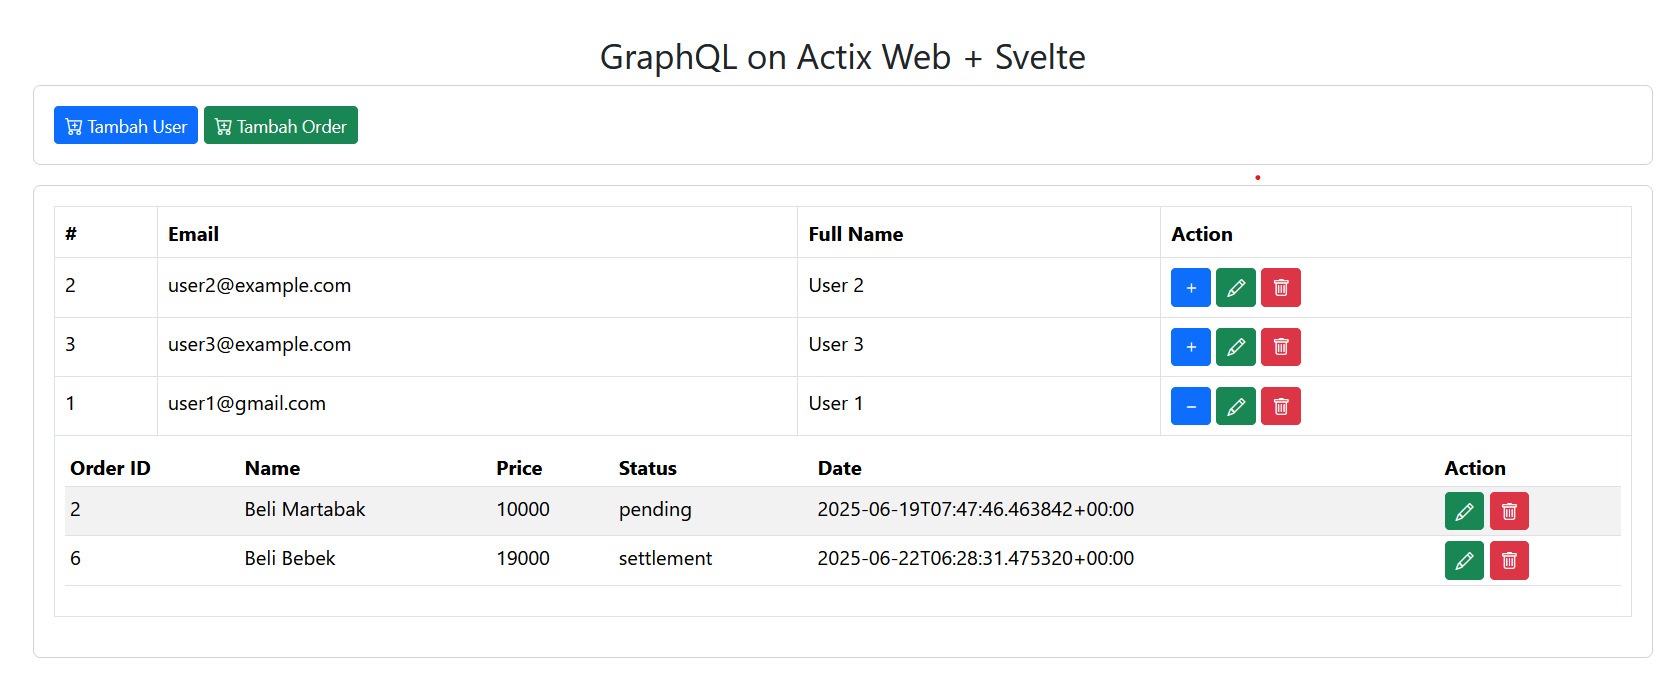 GraphQL on Actix Web + Svelte
Tambah User Tambah Order
# Email Full Name Action
2 user2@example.com User 2 +
3 user3@example.com User 3 +
1 user1@gmail.com User 1 −
Order ID Name Price Status Date Action
2 Beli Martabak 10000 pending 2025-06-19T07:47:46.463842+00:00
6 Beli Bebek 19000 settlement 2025-06-22T06:28:31.475320+00:00